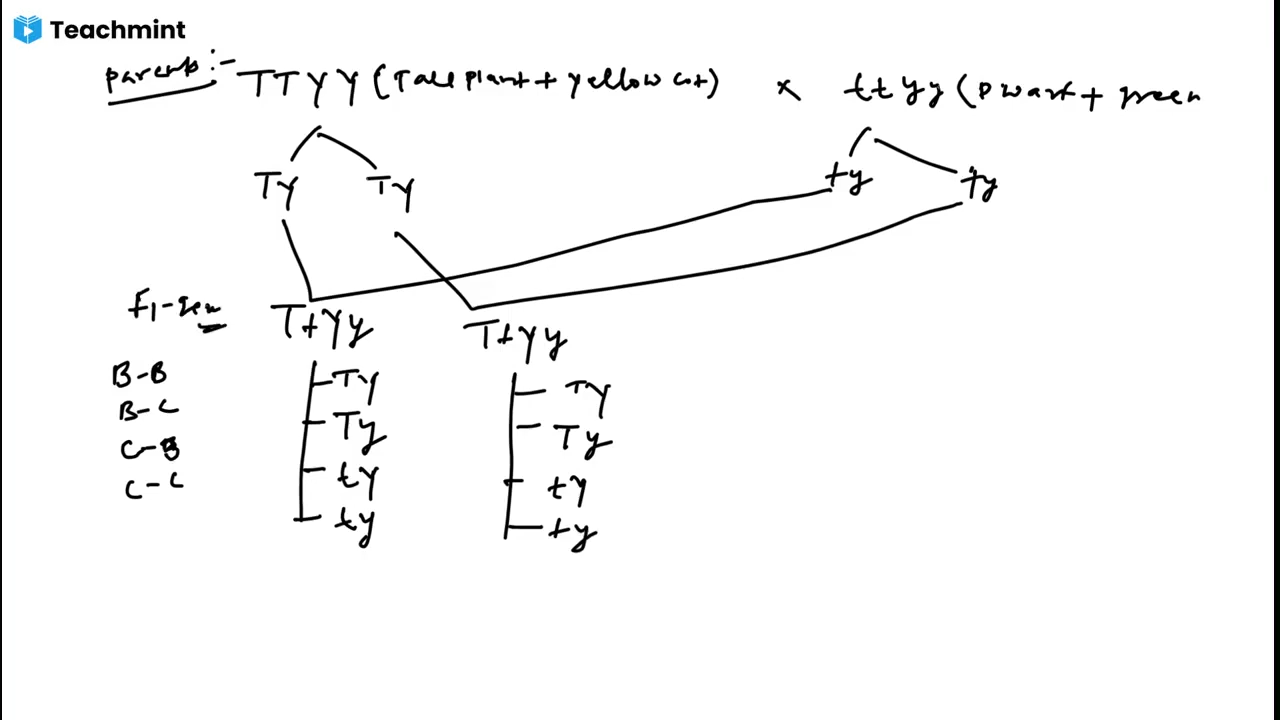 Teachmint
parents :- TTYY (Tall plant + yellow cot) x ttyy (Dwarf + green
TY TY ty ty
F1-gen TtYy TtYy
B-B TY TY
B-C Ty Ty
C-B tY tY
C-C ty ty